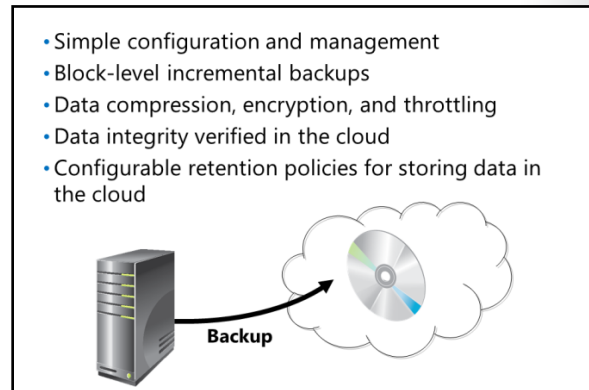 • Simple configuration and management
• Block-level incremental backups
• Data compression, encryption, and throttling
• Data integrity verified in the cloud
• Configurable retention policies for storing data in
the cloud
Backup